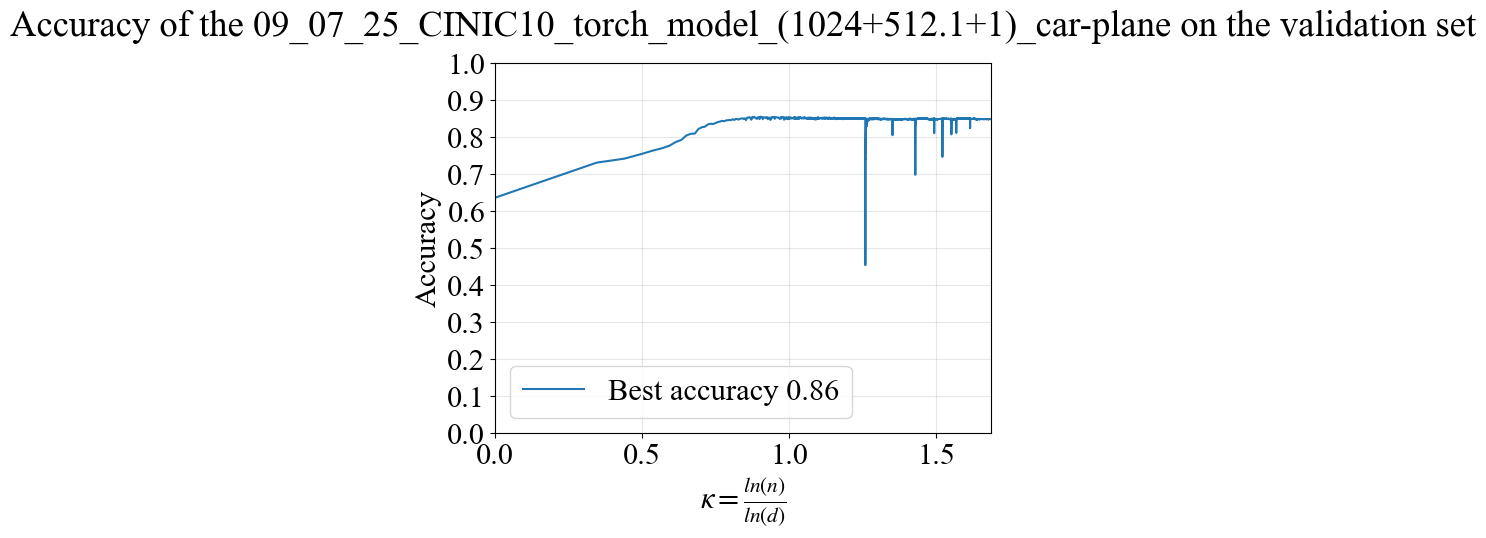 Accuracy of the 09_07_25_CINIC10_torch_model_(1024+512.1+1)_car-plane on the validation set
1.0
0.9
0.8
0.7
0.6
0.5
0.4
0.3
0.2
0.1
0.0
Accuracy
Best accuracy 0.86
0.0 0.5 1.0 1.5
κ = ln(n) / ln(d)